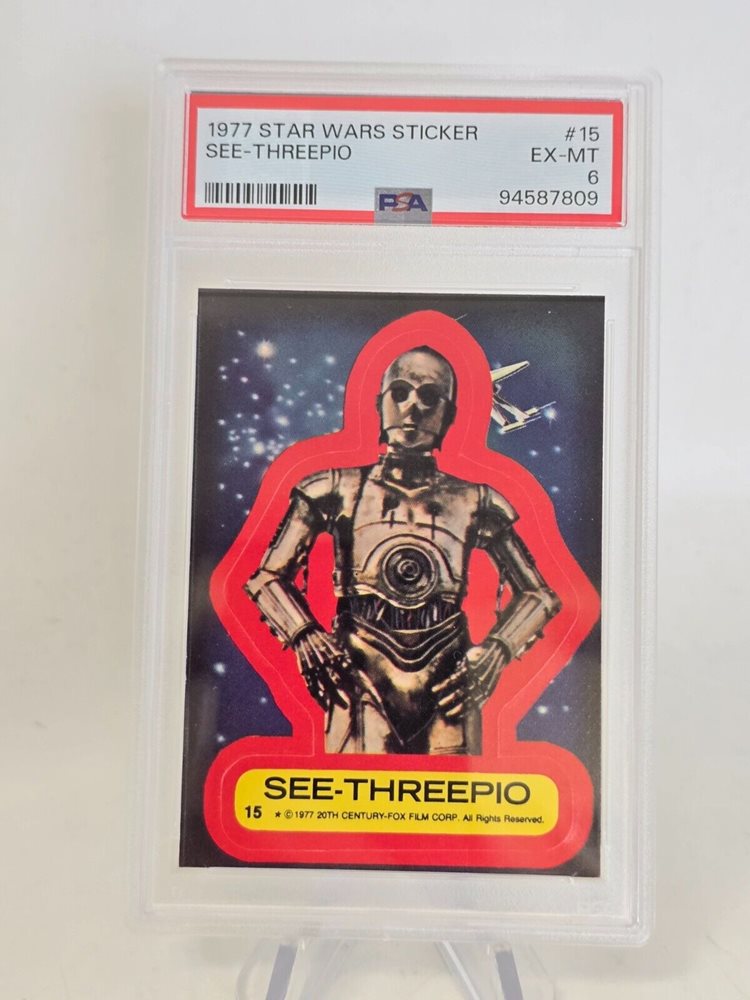 1977 STAR WARS STICKER #15
SEE-THREEPIO EX-MT
6
PSA 94587809
SEE-THREEPIO
15 ★ ©1977 20TH CENTURY-FOX FILM CORP. All Rights Reserved.